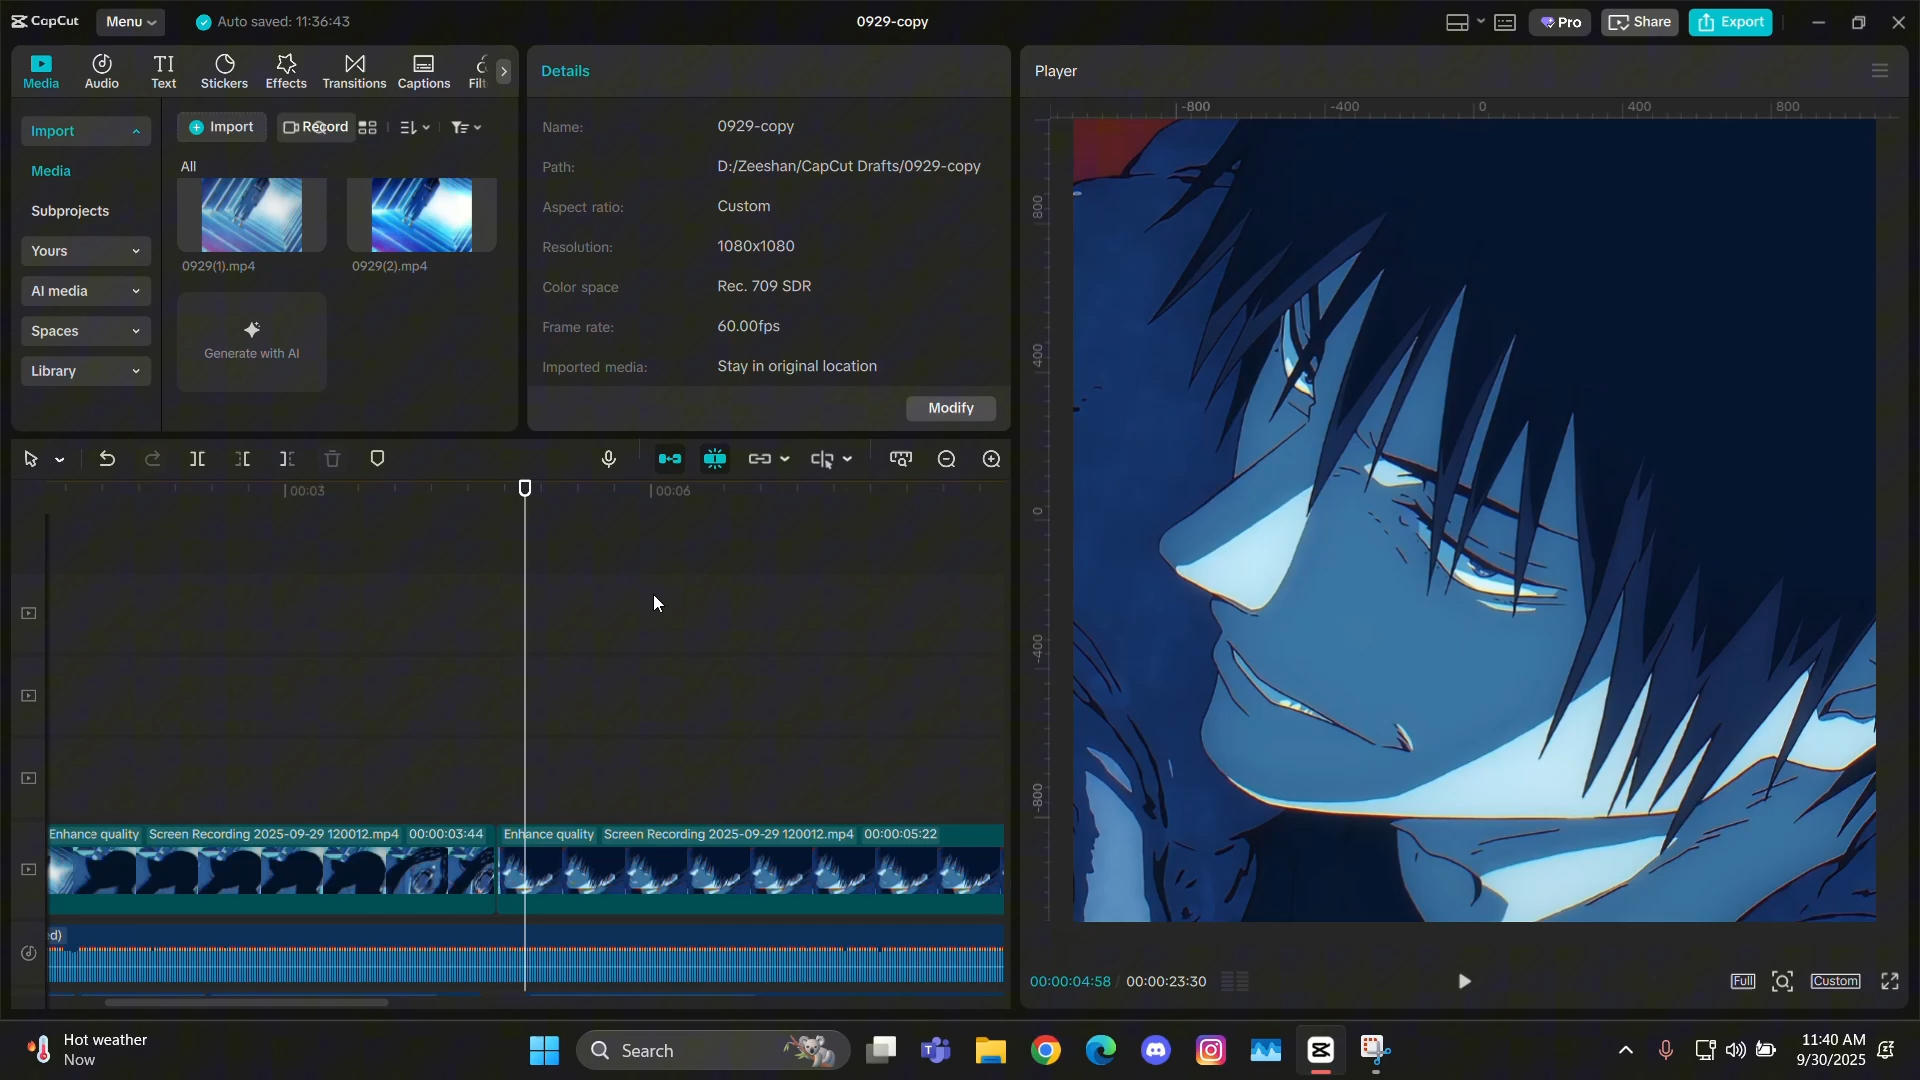 CapCut Menu Auto saved: 11:36:43 0929-copy Pro Share Export
Media Audio Text Stickers Effects Transitions Captions
Import
Media
Subprojects
Yours
AI media
Spaces
Library
Import Record
All
0929(1).mp4 0929(2).mp4
Generate with AI
Details
Name: 0929-copy
Path: D:/Zeeshan/CapCut Drafts/0929-copy
Aspect ratio: Custom
Resolution: 1080x1080
Color space Rec. 709 SDR
Frame rate: 60.00fps
Imported media: Stay in original location
Modify
Player
-800 -400 0 400 800
800
400
0
-400
-800
00:00:04:58 / 00:00:23:30 Full Custom
00:03 00:06
Enhance quality Screen Recording 2025-09-29 120012.mp4 00:00:03:44 Enhance quality Screen Recording 2025-09-29 120012.mp4 00:00:05:22
d)
Hot weather
Now
Search
11:40 AM
9/30/2025